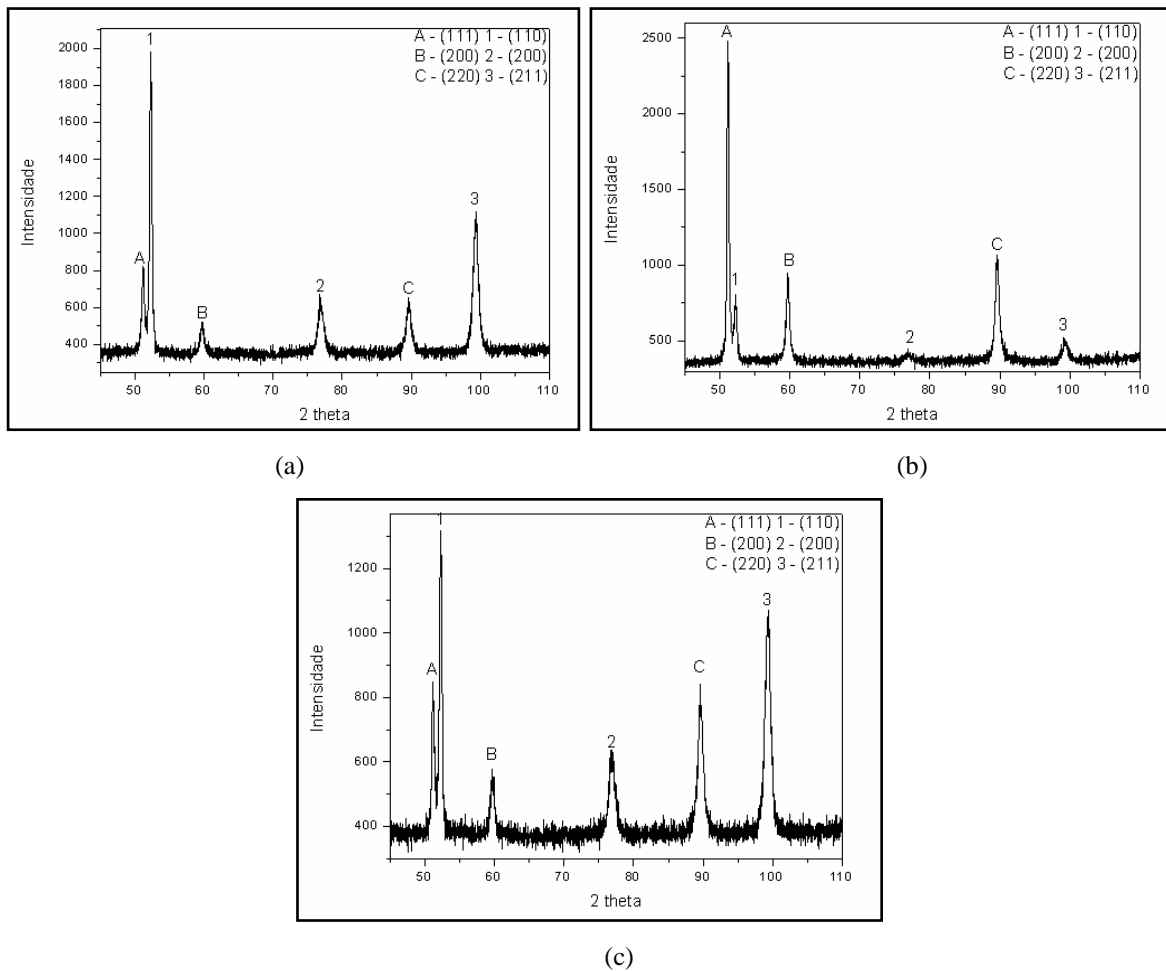 A - (111) 1 - (110)
B - (200) 2 - (200)
C - (220) 3 - (211)
2000
1800
1600
1400
1200
1000
800
600
400
Intensidade
A
1
B
2
C
3
50 60 70 80 90 100 110
2 theta
(a)
A - (111) 1 - (110)
B - (200) 2 - (200)
C - (220) 3 - (211)
2500
2000
1500
1000
500
Intensidade
A
1
B
2
C
3
50 60 70 80 90 100 110
2 theta
(b)
A - (111) 1 - (110)
B - (200) 2 - (200)
C - (220) 3 - (211)
1200
1000
800
600
400
Intensidade
A
1
B
2
C
3
50 60 70 80 90 100 110
2 theta
(c)